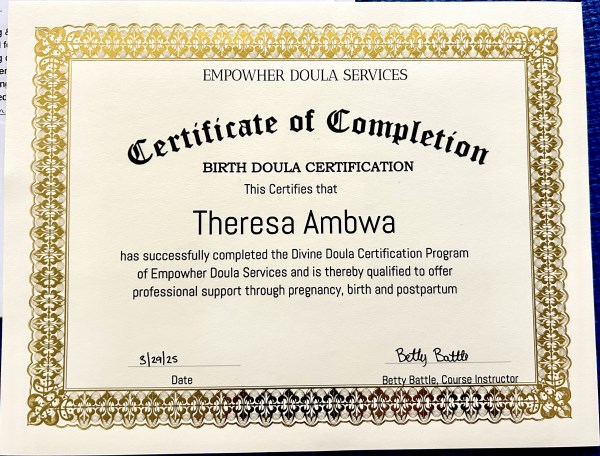 EMPOWHER DOULA SERVICES
Certificate of Completion
BIRTH DOULA CERTIFICATION
This Certifies that
Theresa Ambwa
has successfully completed the Divine Doula Certification Program
of Empowher Doula Services and is thereby qualified to offer
professional support through pregnancy, birth and postpartum
3/29/25
Betty Battle
Date
Betty Battle, Course Instructor